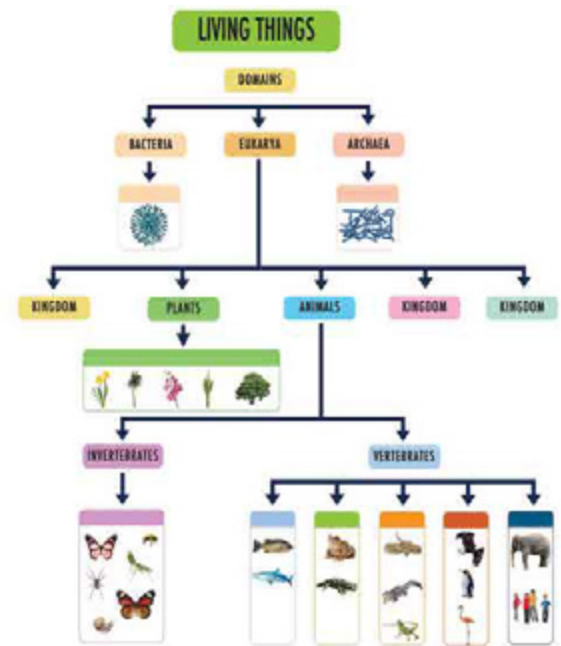 LIVING THINGS
DOMAINS
BACTERIA
EUKARYA
ARCHAEA
KINGDOM
PLANTS
ANIMALS
KINGDOM
KINGDOM
INVERTEBRATES
VERTEBRATES